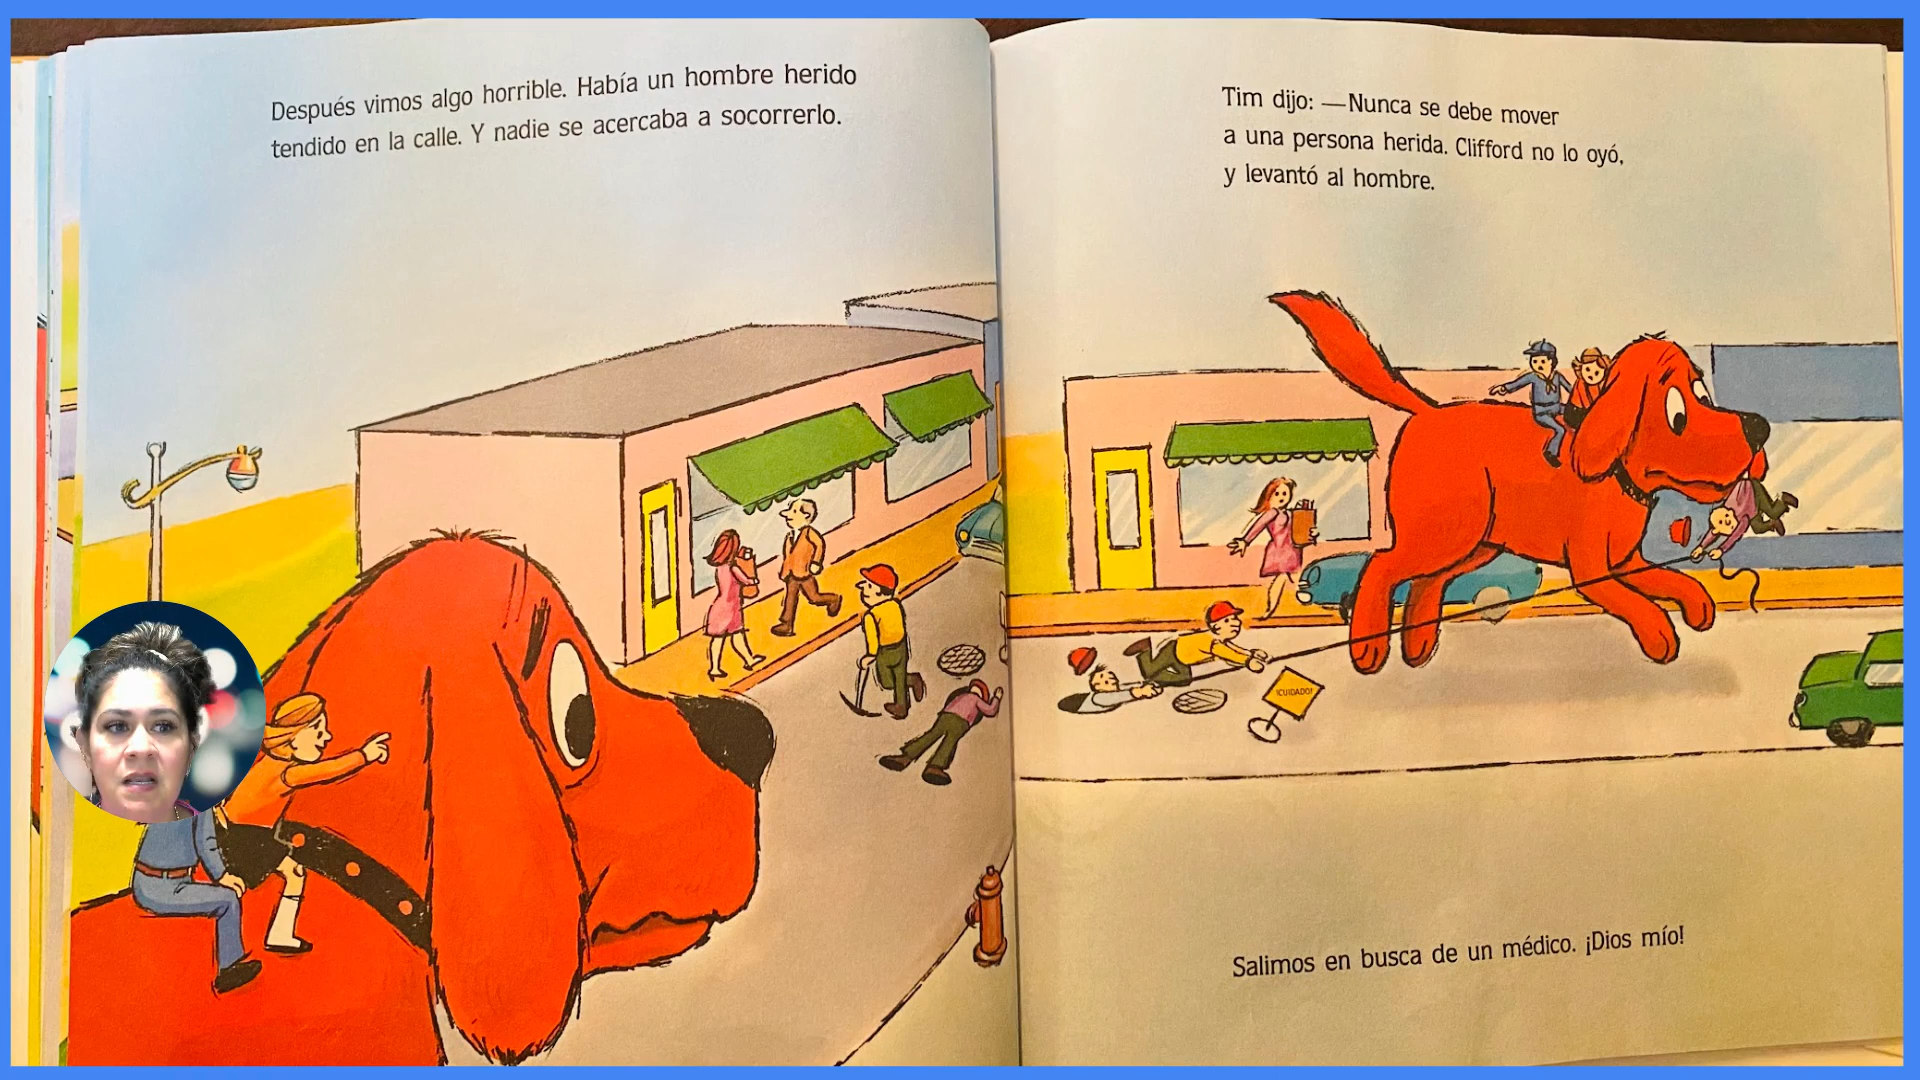 Después vimos algo horrible. Había un hombre herido
tendido en la calle. Y nadie se acercaba a socorrerlo.
Tim dijo: —Nunca se debe mover
a una persona herida. Clifford no lo oyó,
y levantó al hombre.
¡CUIDADO!
Salimos en busca de un médico. ¡Dios mío!